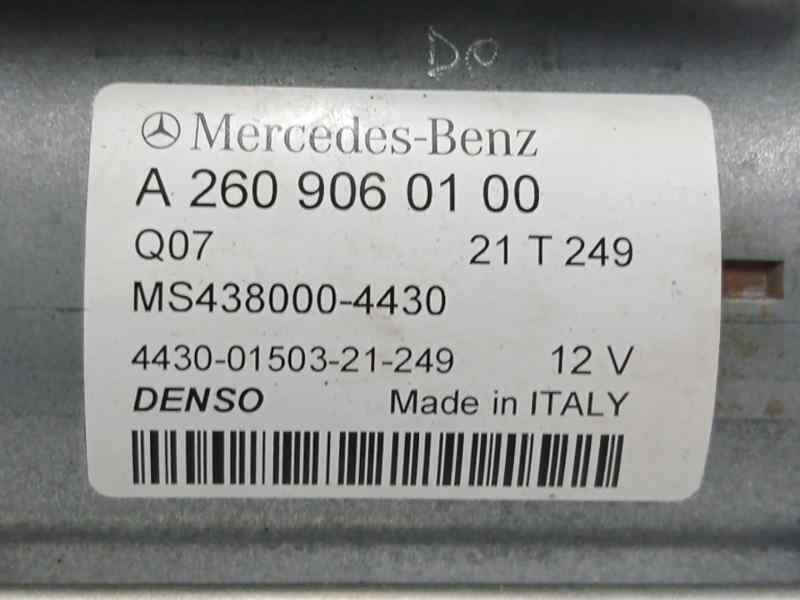 DO
Mercedes-Benz
A 260 906 01 00
Q07 21 T 249
MS438000-4430
4430-01503-21-249 12 V
DENSO Made in ITALY